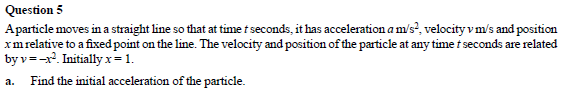 Question 5
A particle moves in a straight line so that at time t seconds, it has acceleration a m/s², velocity v m/s and position
x m relative to a fixed point on the line. The velocity and position of the particle at any time t seconds are related
by v = –x². Initially x = 1.
a. Find the initial acceleration of the particle.